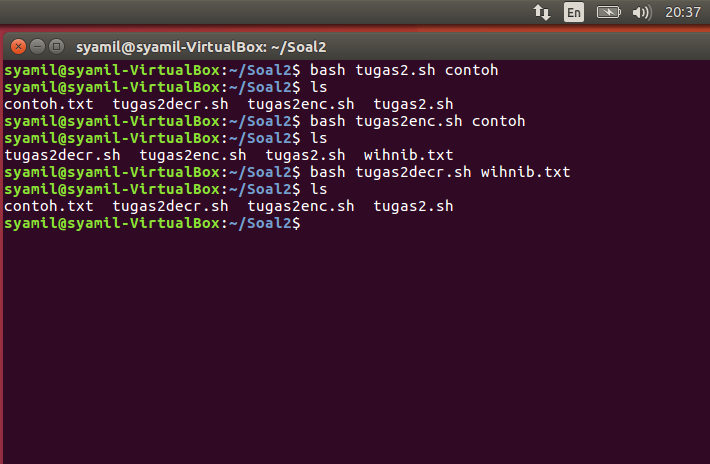 En 20:37
syamil@syamil-VirtualBox: ~/Soal2
syamil@syamil-VirtualBox:~/Soal2$ bash tugas2.sh contoh
syamil@syamil-VirtualBox:~/Soal2$ ls
contoh.txt  tugas2decr.sh  tugas2enc.sh  tugas2.sh
syamil@syamil-VirtualBox:~/Soal2$ bash tugas2enc.sh contoh
syamil@syamil-VirtualBox:~/Soal2$ ls
tugas2decr.sh  tugas2enc.sh  tugas2.sh  wihnib.txt
syamil@syamil-VirtualBox:~/Soal2$ bash tugas2decr.sh wihnib.txt
syamil@syamil-VirtualBox:~/Soal2$ ls
contoh.txt  tugas2decr.sh  tugas2enc.sh  tugas2.sh
syamil@syamil-VirtualBox:~/Soal2$